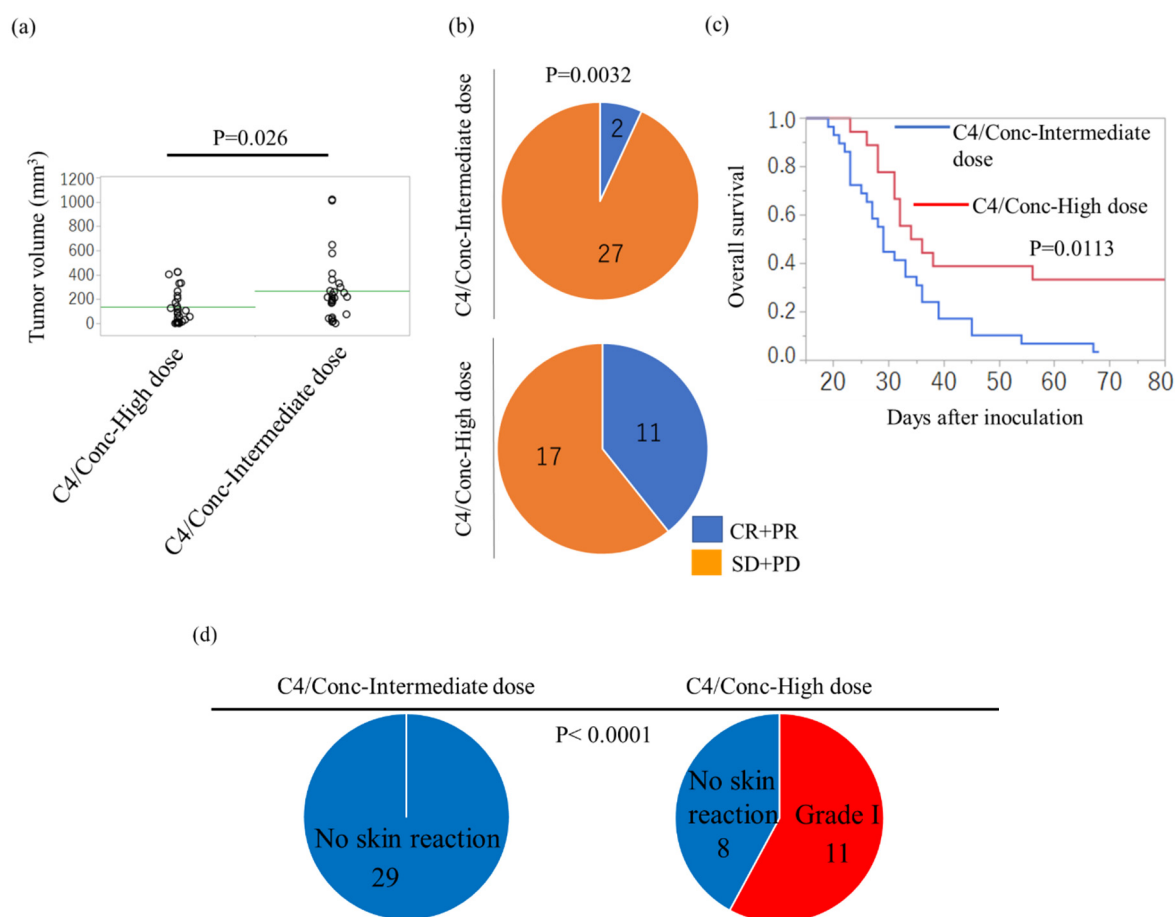 (a)
P=0.026
Tumor volume (mm³)
1200
1000
800
600
400
200
0
C4/Conc-High dose
C4/Conc-Intermediate dose
(b)
C4/Conc-Intermediate dose
P=0.0032
2
27
C4/Conc-High dose
11
17
CR+PR
SD+PD
(c)
Overall survival
1.0
0.8
0.6
0.4
0.2
0.0
C4/Conc-Intermediate
dose
C4/Conc-High dose
P=0.0113
20 30 40 50 60 70 80
Days after inoculation
(d)
C4/Conc-Intermediate dose
C4/Conc-High dose
P< 0.0001
No skin reaction
29
No skin
reaction
8
Grade I
11